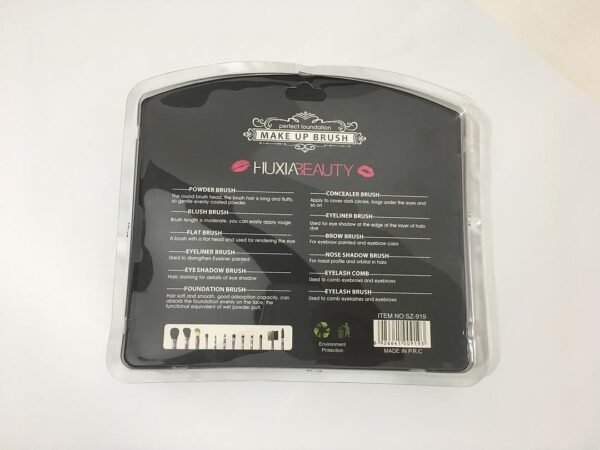 perfect foundation
MAKE UP BRUSH
HUXIABEAUTY
POWDER BRUSH
The round brush head. The brush hair is long and fluffy,
so gentle evenly coated powder.
BLUSH BRUSH
Brush length is moderate, you can easily apply rouge.
FLAT BRUSH
A brush with a flat head and used for rendering the eye
EYELINER BRUSH
Used to strengthen Eyeliner painted.
EYE SHADOW BRUSH
Halo storming for details of eye shadow
FOUNDATION BRUSH
Hair soft and smooth, good adsorption capacity, can
absorb the foundation evenly on the face, the
functional equivalent of wet powder puff.
CONCEALER BRUSH
Apply to cover dark circles, bags under the eyes and
so on
EYELINER BRUSH
Used for eye shadow at the edge of the layer of halo
dye
BROW BRUSH
For eyebrow painted and eyebrow color
NOSE SHADOW BRUSH
For nasal profile and orbital in halo
EYELASH COMB
Used to comb eyebrows and eyebrows
EYELASH BRUSH
Used to comb eyelashes and eyebrows
Environment
Protection
ITEM NO:SZ-919
MADE IN P.R.C